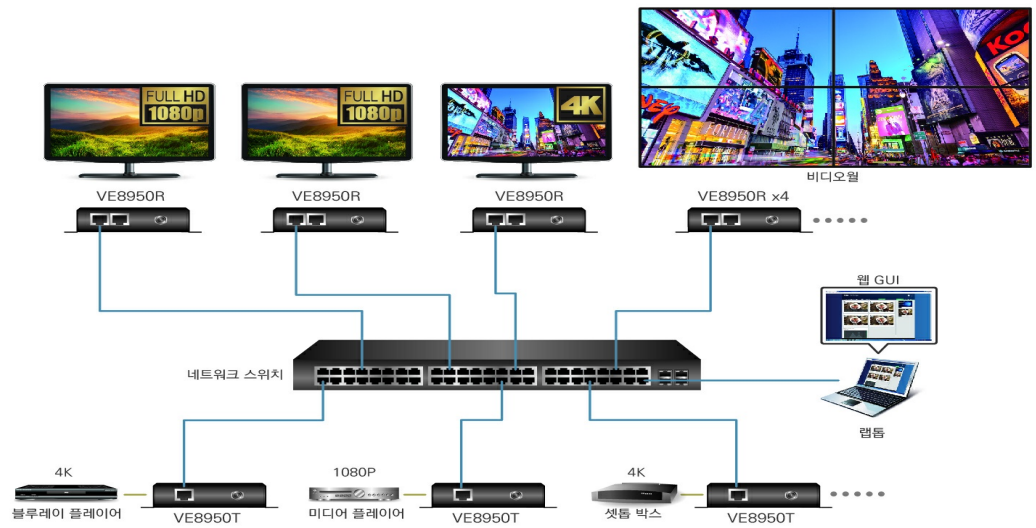 FULL HD
1080p
FULL HD
1080p
4K
비디오월
VE8950R
VE8950R
VE8950R
VE8950R x4
웹 GUI
네트워크 스위치
랩톱
4K
1080P
4K
블루레이 플레이어
미디어 플레이어
셋톱 박스
VE8950T
VE8950T
VE8950T